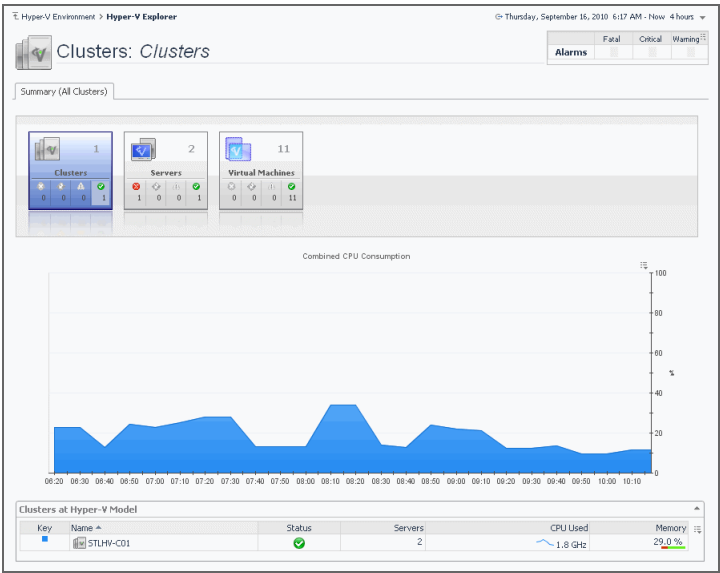 Hyper-V Environment > Hyper-V Explorer
Thursday, September 16, 2010 6:17 AM - Now 4 hours
Clusters: Clusters
Fatal Critical Warning
Alarms
Summary (All Clusters)
1 2 11
Clusters Servers Virtual Machines
0 0 0 1 1 0 0 1 0 0 0 11
Combined CPU Consumption
100
80
60
%
40
20
0
06:20 06:30 06:40 06:50 07:00 07:10 07:20 07:30 07:40 07:50 08:00 08:10 08:20 08:30 08:40 08:50 09:00 09:10 09:20 09:30 09:40 09:50 10:00 10:10
Clusters at Hyper-V Model
Key Name Status Servers CPU Used Memory
STLHV-C01 2 1.8 GHz 29.0 %